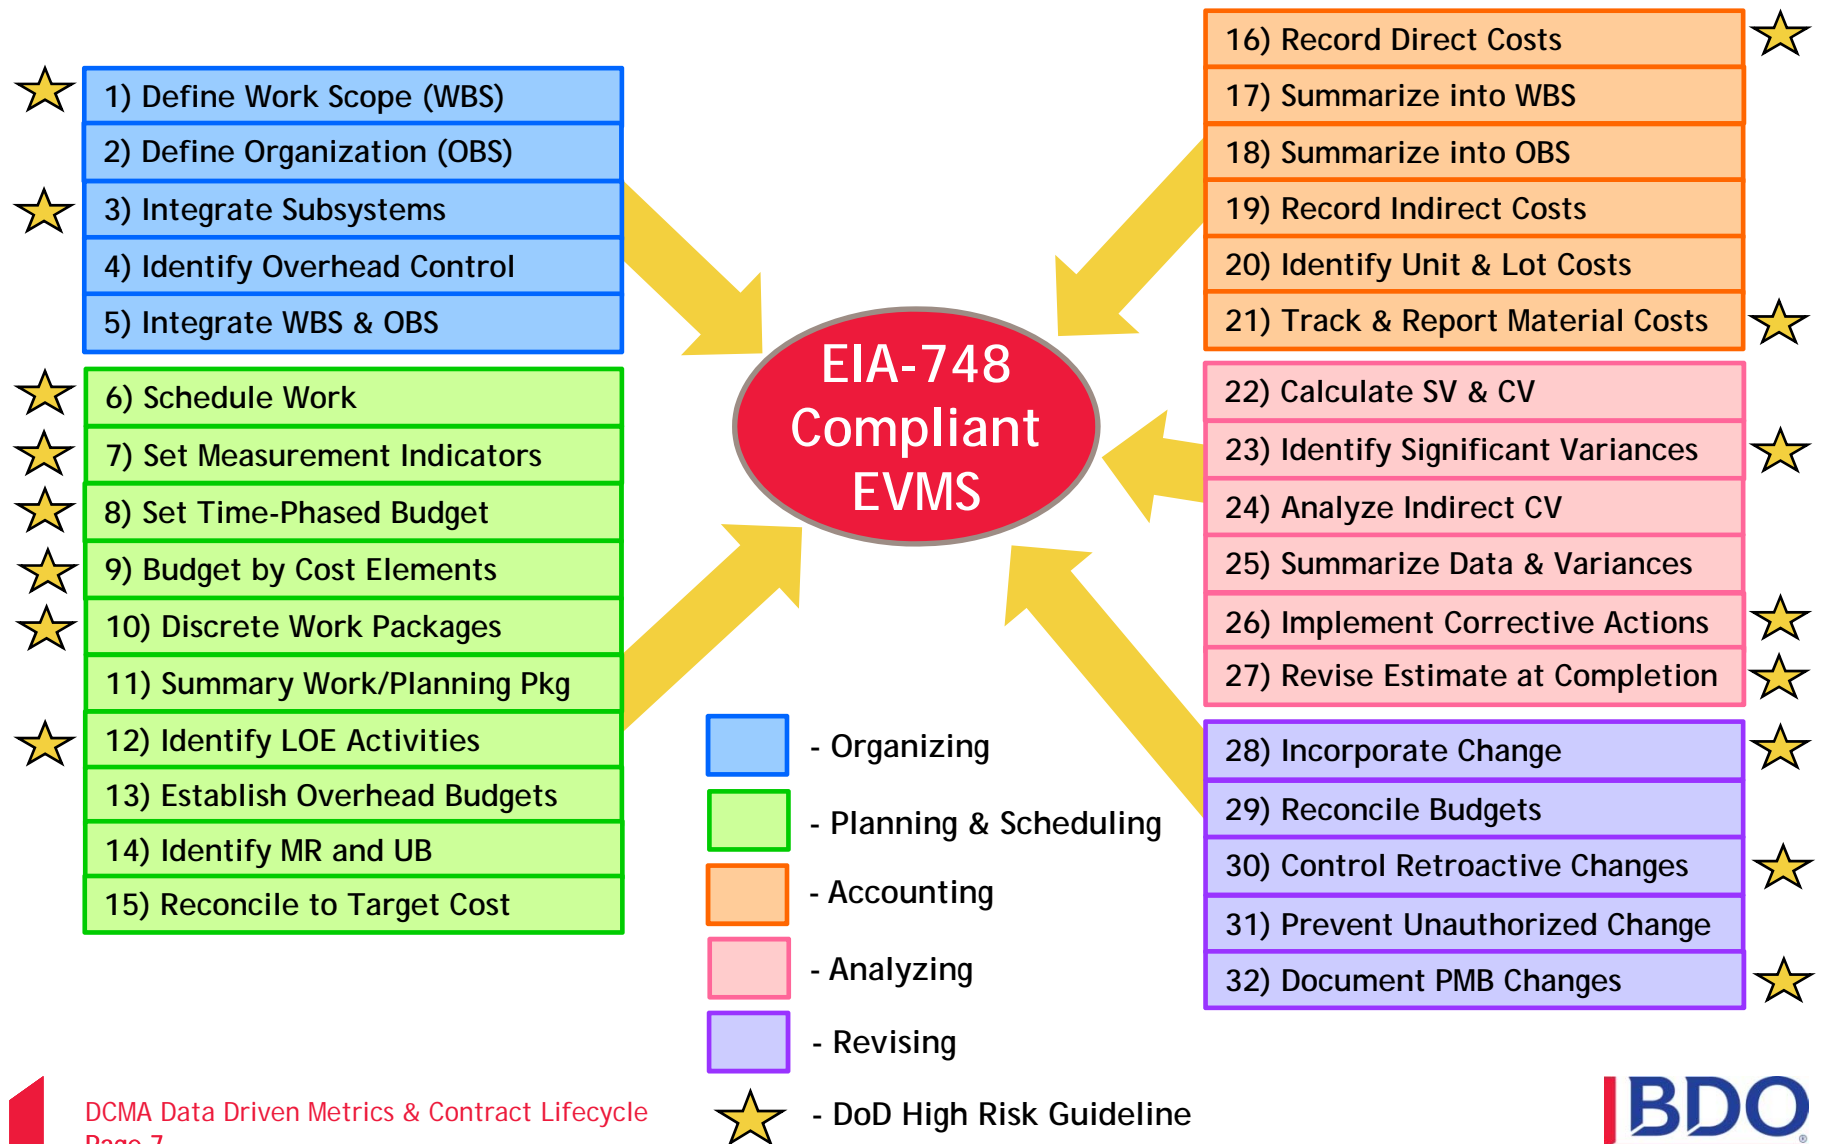 1) Define Work Scope (WBS)
2) Define Organization (OBS)
3) Integrate Subsystems
4) Identify Overhead Control
5) Integrate WBS & OBS
6) Schedule Work
7) Set Measurement Indicators
8) Set Time-Phased Budget
9) Budget by Cost Elements
10) Discrete Work Packages
11) Summary Work/Planning Pkg
12) Identify LOE Activities
13) Establish Overhead Budgets
14) Identify MR and UB
15) Reconcile to Target Cost
EIA-748
Compliant
EVMS
16) Record Direct Costs
17) Summarize into WBS
18) Summarize into OBS
19) Record Indirect Costs
20) Identify Unit & Lot Costs
21) Track & Report Material Costs
22) Calculate SV & CV
23) Identify Significant Variances
24) Analyze Indirect CV
25) Summarize Data & Variances
26) Implement Corrective Actions
27) Revise Estimate at Completion
28) Incorporate Change
29) Reconcile Budgets
30) Control Retroactive Changes
31) Prevent Unauthorized Change
32) Document PMB Changes
- Organizing
- Planning & Scheduling
- Accounting
- Analyzing
- Revising
- DoD High Risk Guideline
DCMA Data Driven Metrics & Contract Lifecycle
Page 7
BDO
®